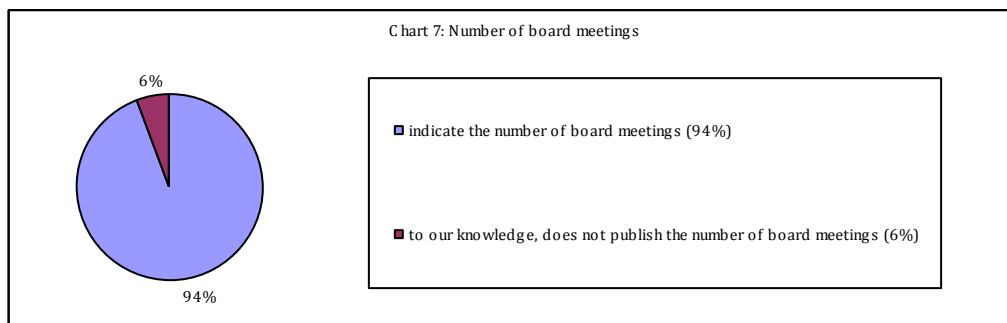 Chart 7: Number of board meetings
6%
indicate the number of board meetings (94%)
to our knowledge, does not publish the number of board meetings (6%)
94%